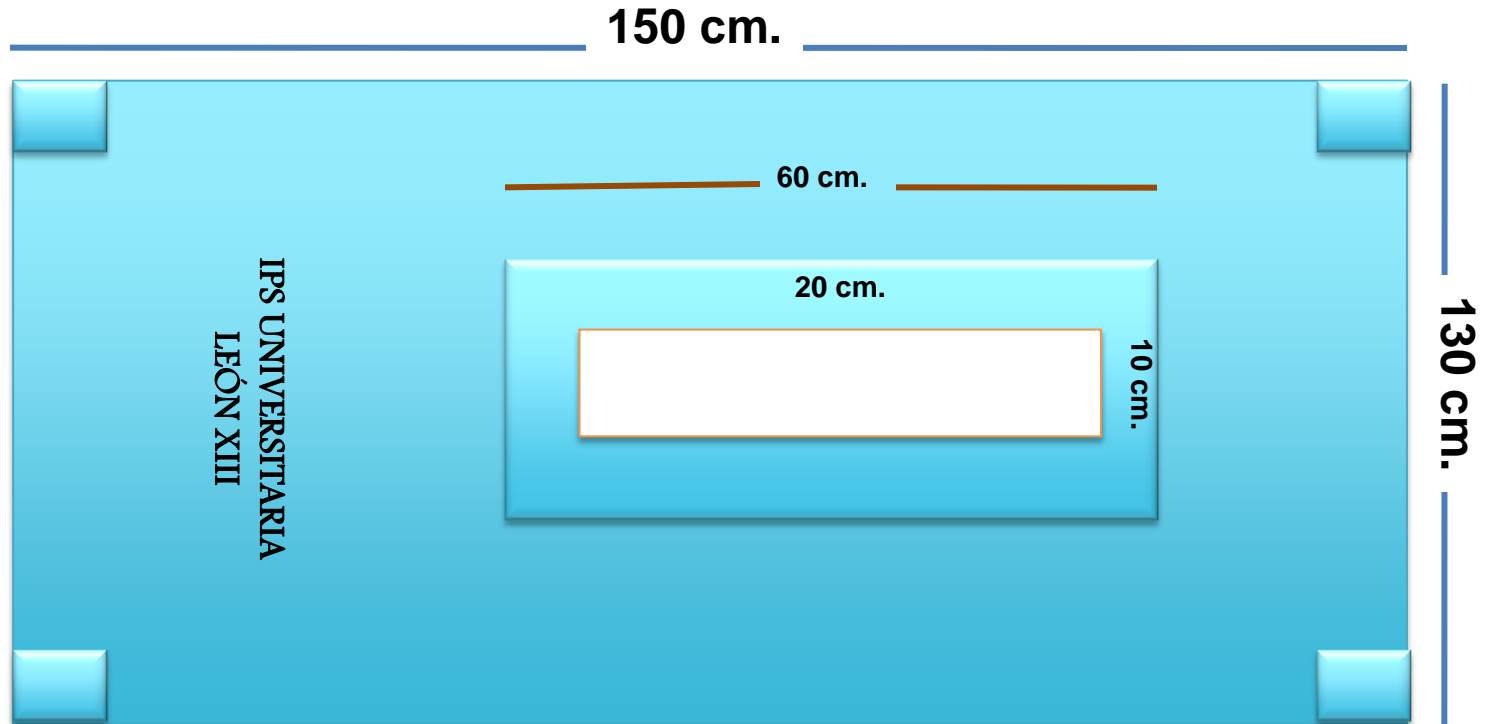 150 cm.
60 cm.
20 cm.
10 cm.
130 cm.
IPS UNIVERSITARIA
LEÓN XIII